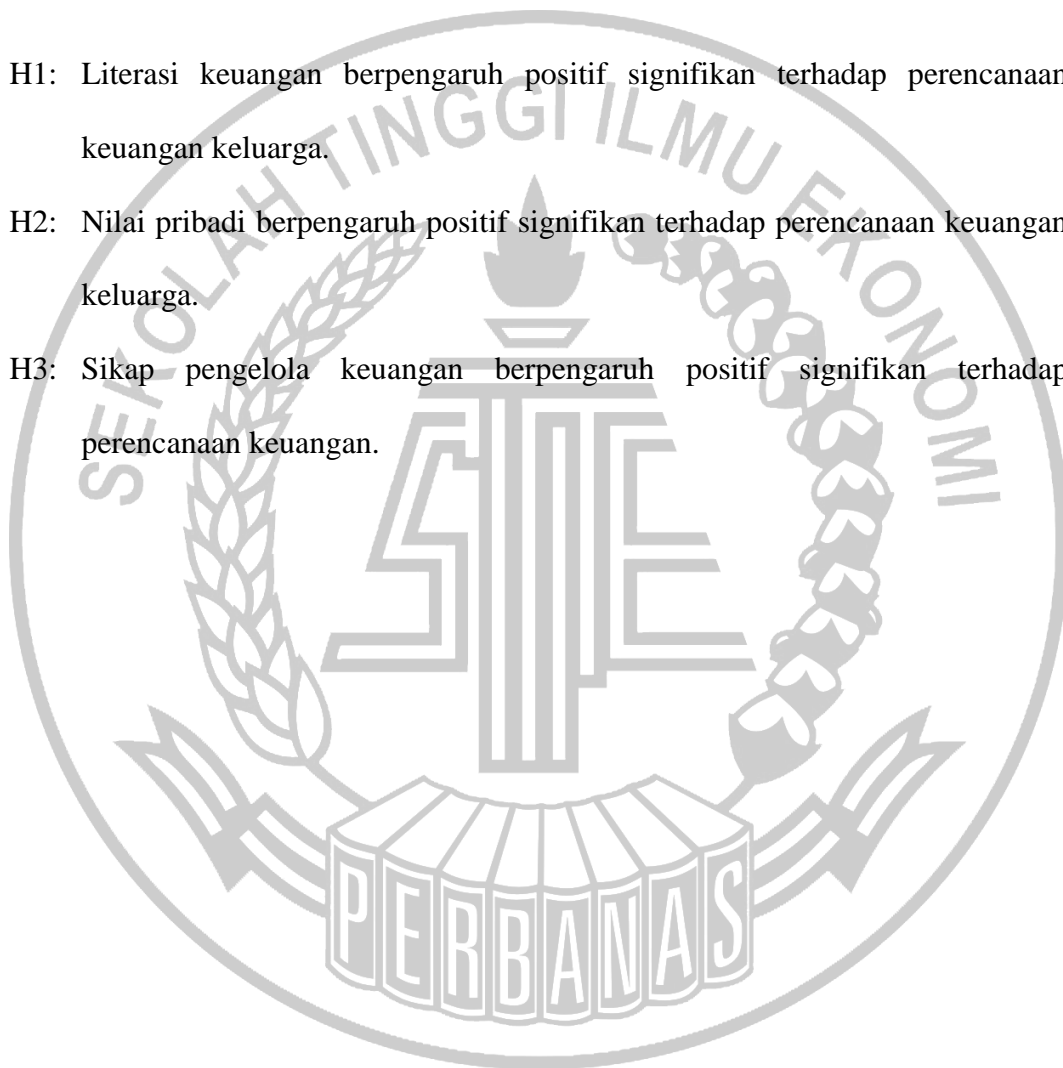 H1: Literasi keuangan berpengaruh positif signifikan terhadap perencanaan
keuangan keluarga.
H2: Nilai pribadi berpengaruh positif signifikan terhadap perencanaan keuangan
keluarga.
H3: Sikap pengelola keuangan berpengaruh positif signifikan terhadap
perencanaan keuangan.
SEKOLAH TINGGI ILMU EKONOMI
STIE
PERBANAS